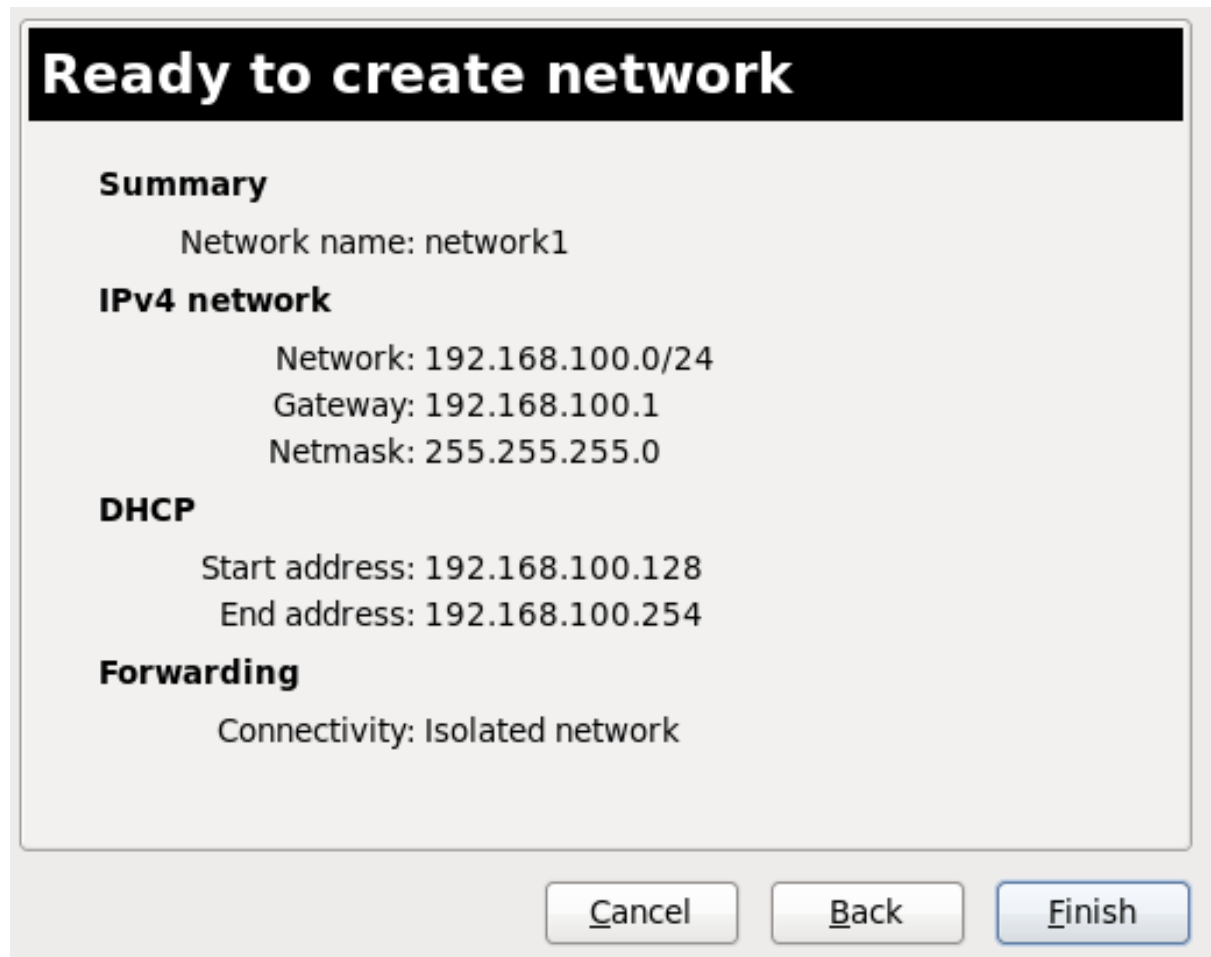 Ready to create network
Summary
Network name: network1
IPv4 network
Network: 192.168.100.0/24
Gateway: 192.168.100.1
Netmask: 255.255.255.0
DHCP
Start address: 192.168.100.128
End address: 192.168.100.254
Forwarding
Connectivity: Isolated network
Cancel Back Finish